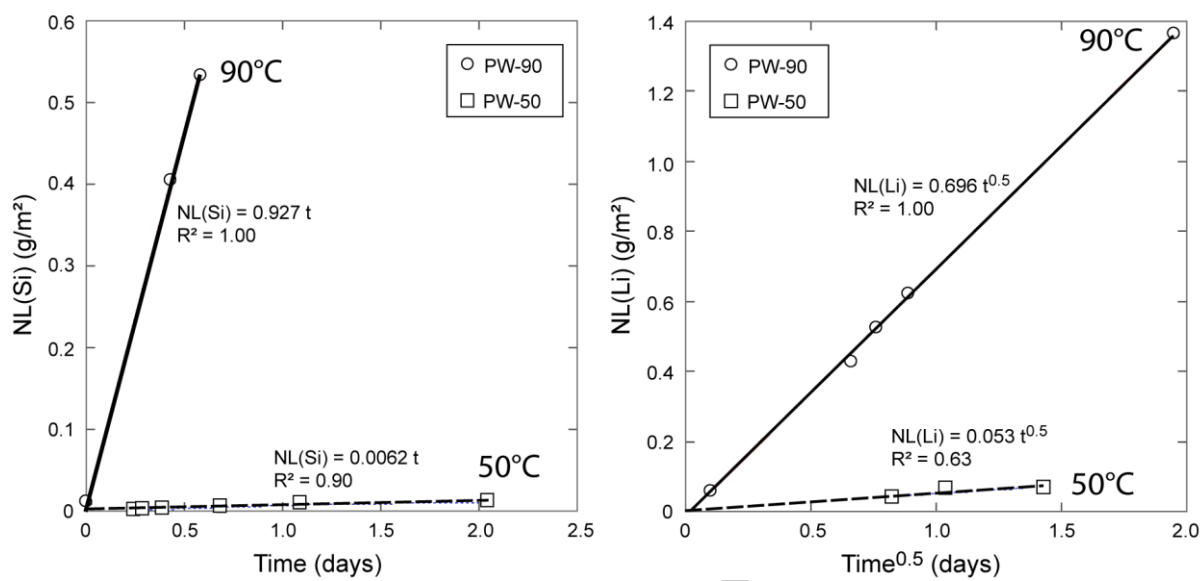 0.6
0.5
0.4
0.3
0.2
0.1
0
NL(Si) (g/m²)
90°C
PW-90
PW-50
NL(Si) = 0.927 t
R² = 1.00
NL(Si) = 0.0062 t
R² = 0.90
50°C
0 0.5 1.0 1.5 2.0 2.5
Time (days)
1.4
1.2
1.0
0.8
0.6
0.4
0.2
0
NL(Li) (g/m²)
90°C
PW-90
PW-50
NL(Li) = 0.696 t⁰·⁵
R² = 1.00
NL(Li) = 0.053 t⁰·⁵
R² = 0.63
50°C
0 0.5 1.0 1.5 2.0
Time⁰·⁵ (days)